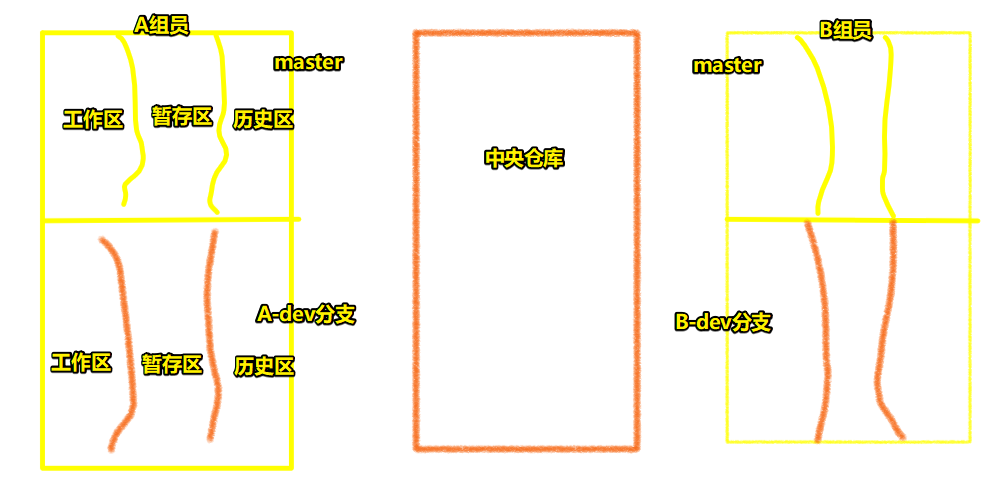 A组员
master
工作区
暂存区
历史区
A-dev分支
工作区
暂存区
历史区
中央仓库
B组员
master
B-dev分支